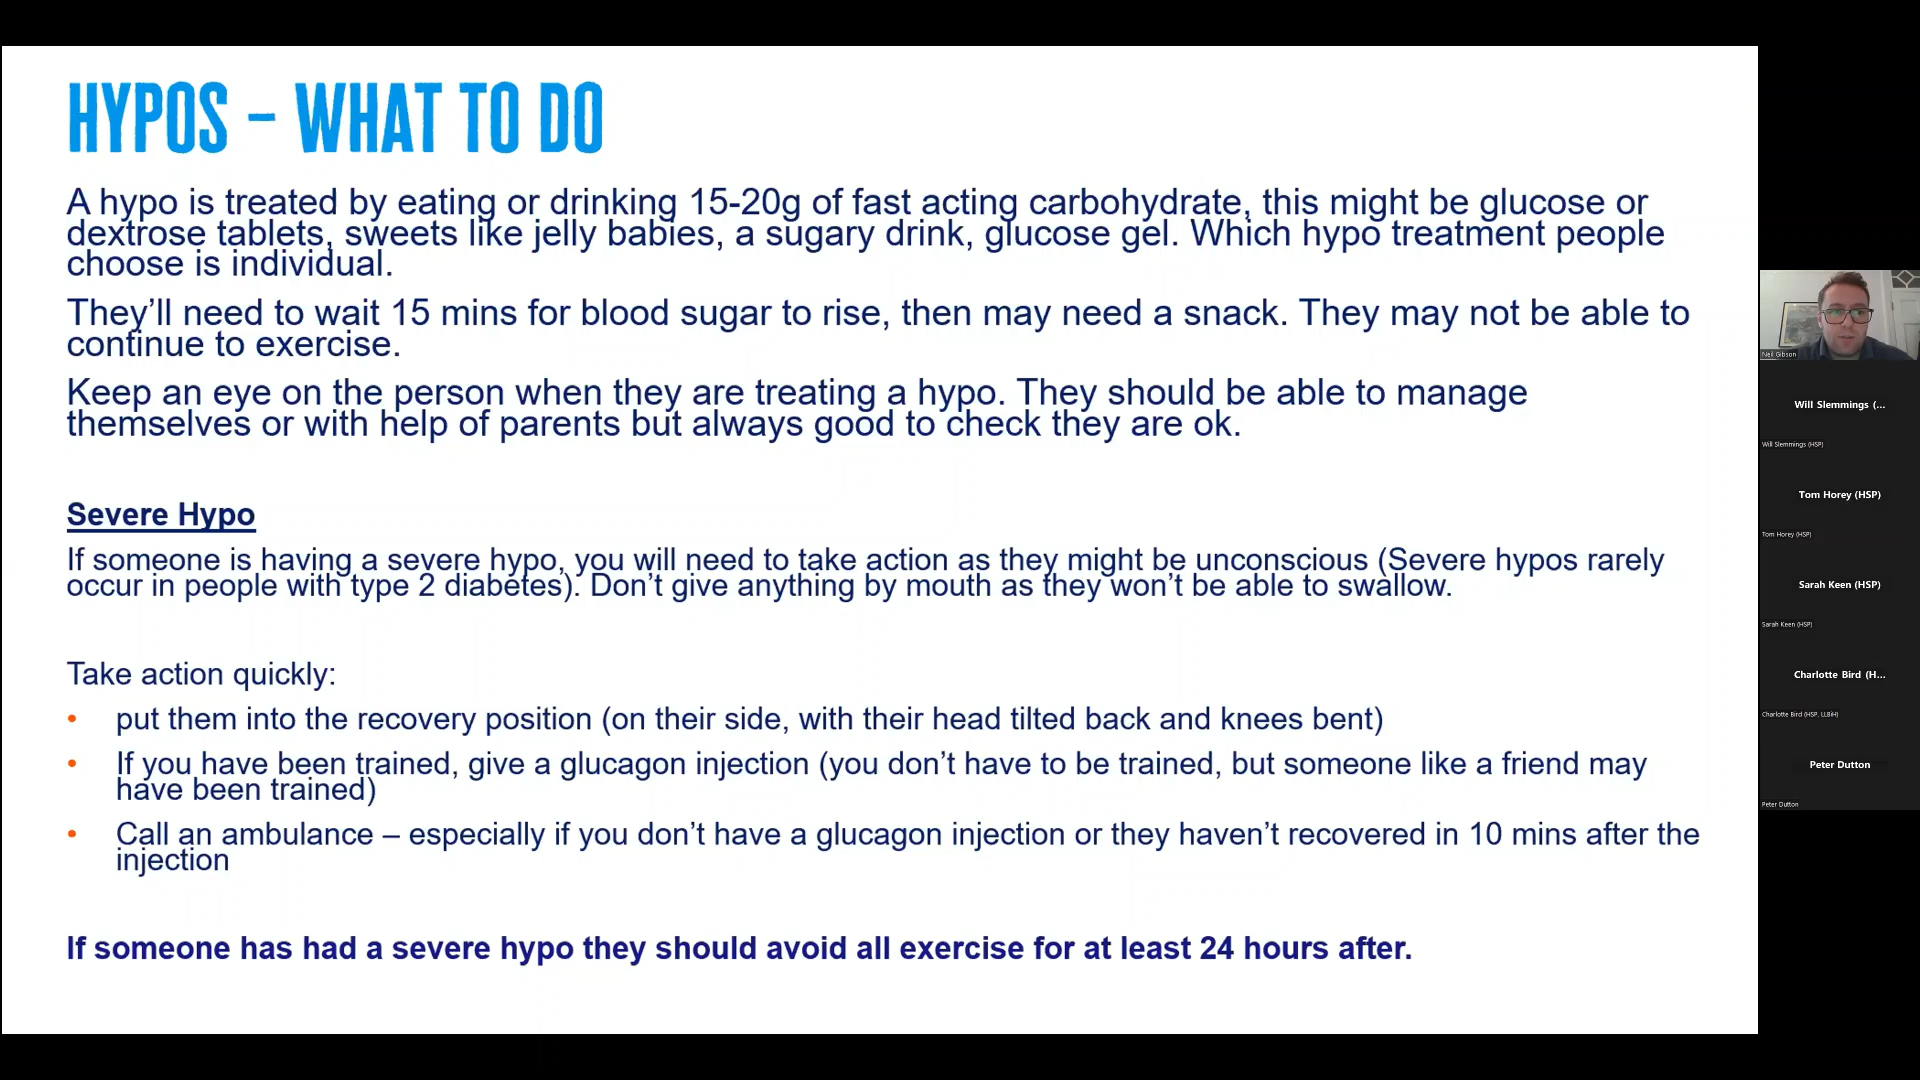 HYPOS – WHAT TO DO
A hypo is treated by eating or drinking 15-20g of fast acting carbohydrate, this might be glucose or
dextrose tablets, sweets like jelly babies, a sugary drink, glucose gel. Which hypo treatment people
choose is individual.
They’ll need to wait 15 mins for blood sugar to rise, then may need a snack. They may not be able to
continue to exercise.
Keep an eye on the person when they are treating a hypo. They should be able to manage
themselves or with help of parents but always good to check they are ok.
Severe Hypo
If someone is having a severe hypo, you will need to take action as they might be unconscious (Severe hypos rarely
occur in people with type 2 diabetes). Don’t give anything by mouth as they won’t be able to swallow.
Take action quickly:
• put them into the recovery position (on their side, with their head tilted back and knees bent)
• If you have been trained, give a glucagon injection (you don’t have to be trained, but someone like a friend may
have been trained)
• Call an ambulance – especially if you don’t have a glucagon injection or they haven’t recovered in 10 mins after the
injection
If someone has had a severe hypo they should avoid all exercise for at least 24 hours after.
Neil Gibson
Will Slemmings (...
Will Slemmings (HSP)
Tom Horey (HSP)
Tom Horey (HSP)
Sarah Keen (HSP)
Sarah Keen (HSP)
Charlotte Bird (H...
Charlotte Bird (HSP, LLBIH)
Peter Dutton
Peter Dutton